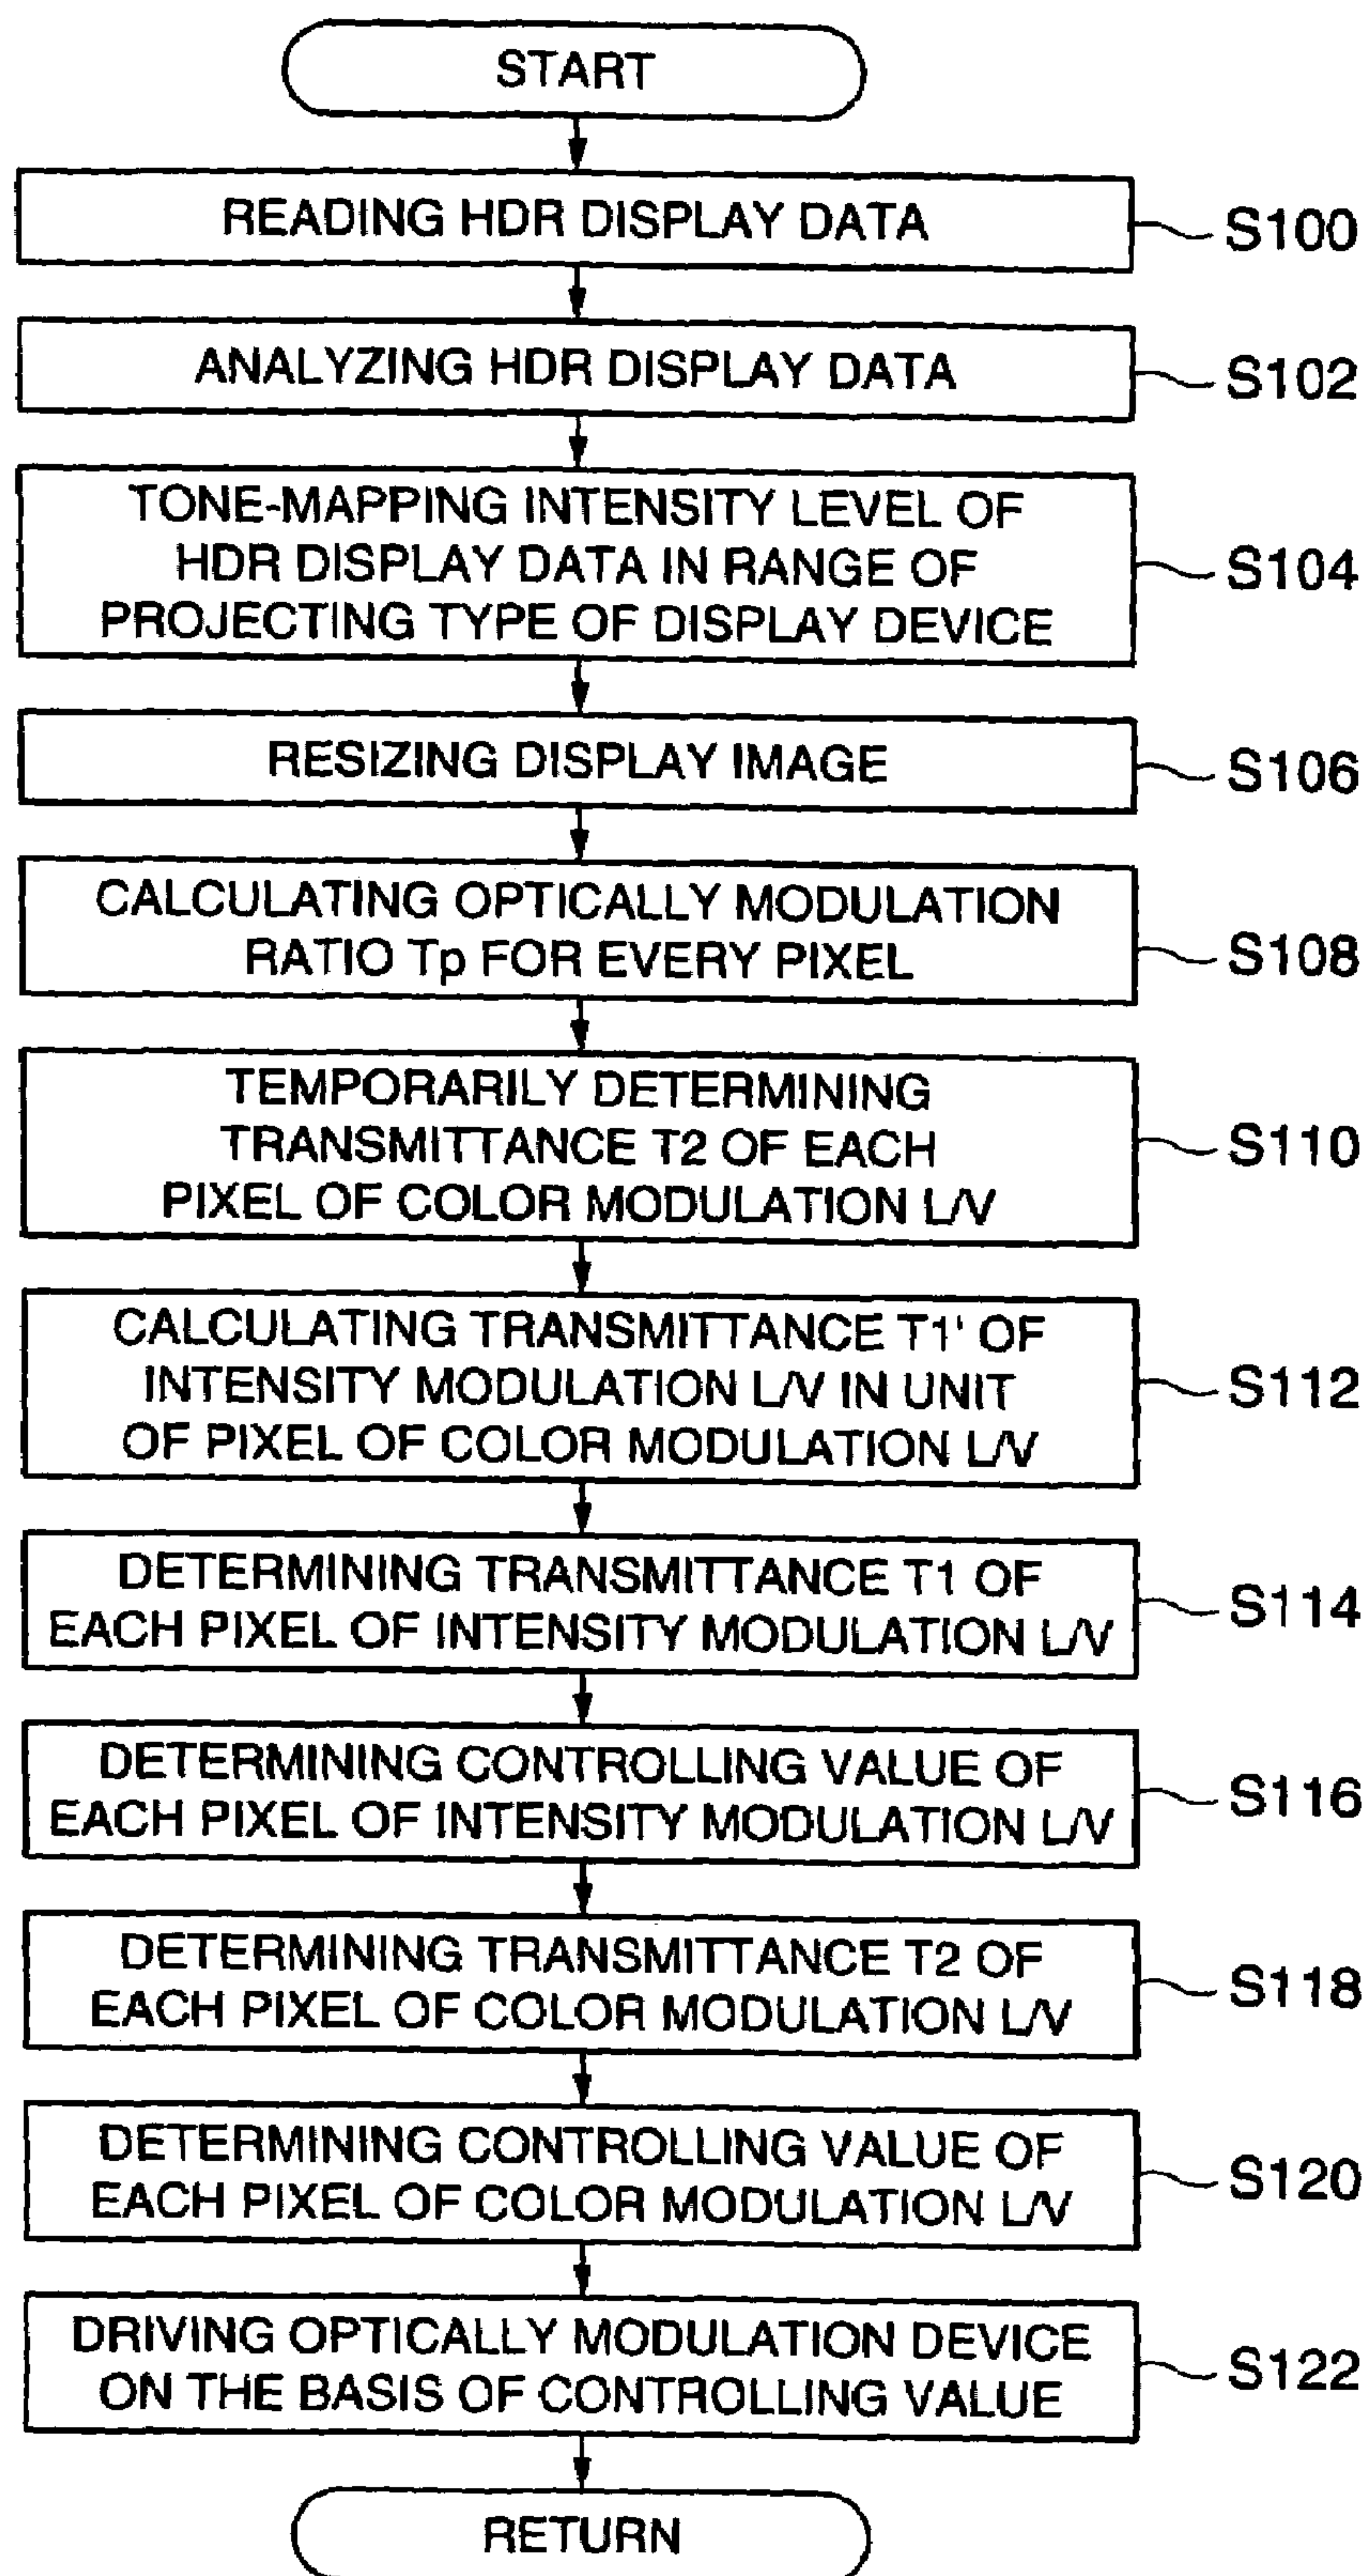 START
READING HDR DISPLAY DATA
S100
ANALYZING HDR DISPLAY DATA
S102
TONE-MAPPING INTENSITY LEVEL OF
HDR DISPLAY DATA IN RANGE OF
PROJECTING TYPE OF DISPLAY DEVICE
S104
RESIZING DISPLAY IMAGE
S106
CALCULATING OPTICALLY MODULATION
RATIO Tp FOR EVERY PIXEL
S108
TEMPORARILY DETERMINING
TRANSMITTANCE T2 OF EACH
PIXEL OF COLOR MODULATION L/V
S110
CALCULATING TRANSMITTANCE T1' OF
INTENSITY MODULATION L/V IN UNIT
OF PIXEL OF COLOR MODULATION L/V
S112
DETERMINING TRANSMITTANCE T1 OF
EACH PIXEL OF INTENSITY MODULATION L/V
S114
DETERMINING CONTROLLING VALUE OF
EACH PIXEL OF INTENSITY MODULATION L/V
S116
DETERMINING TRANSMITTANCE T2 OF
EACH PIXEL OF COLOR MODULATION L/V
S118
DETERMINING CONTROLLING VALUE OF
EACH PIXEL OF COLOR MODULATION L/V
S120
DRIVING OPTICALLY MODULATION DEVICE
ON THE BASIS OF CONTROLLING VALUE
S122
RETURN